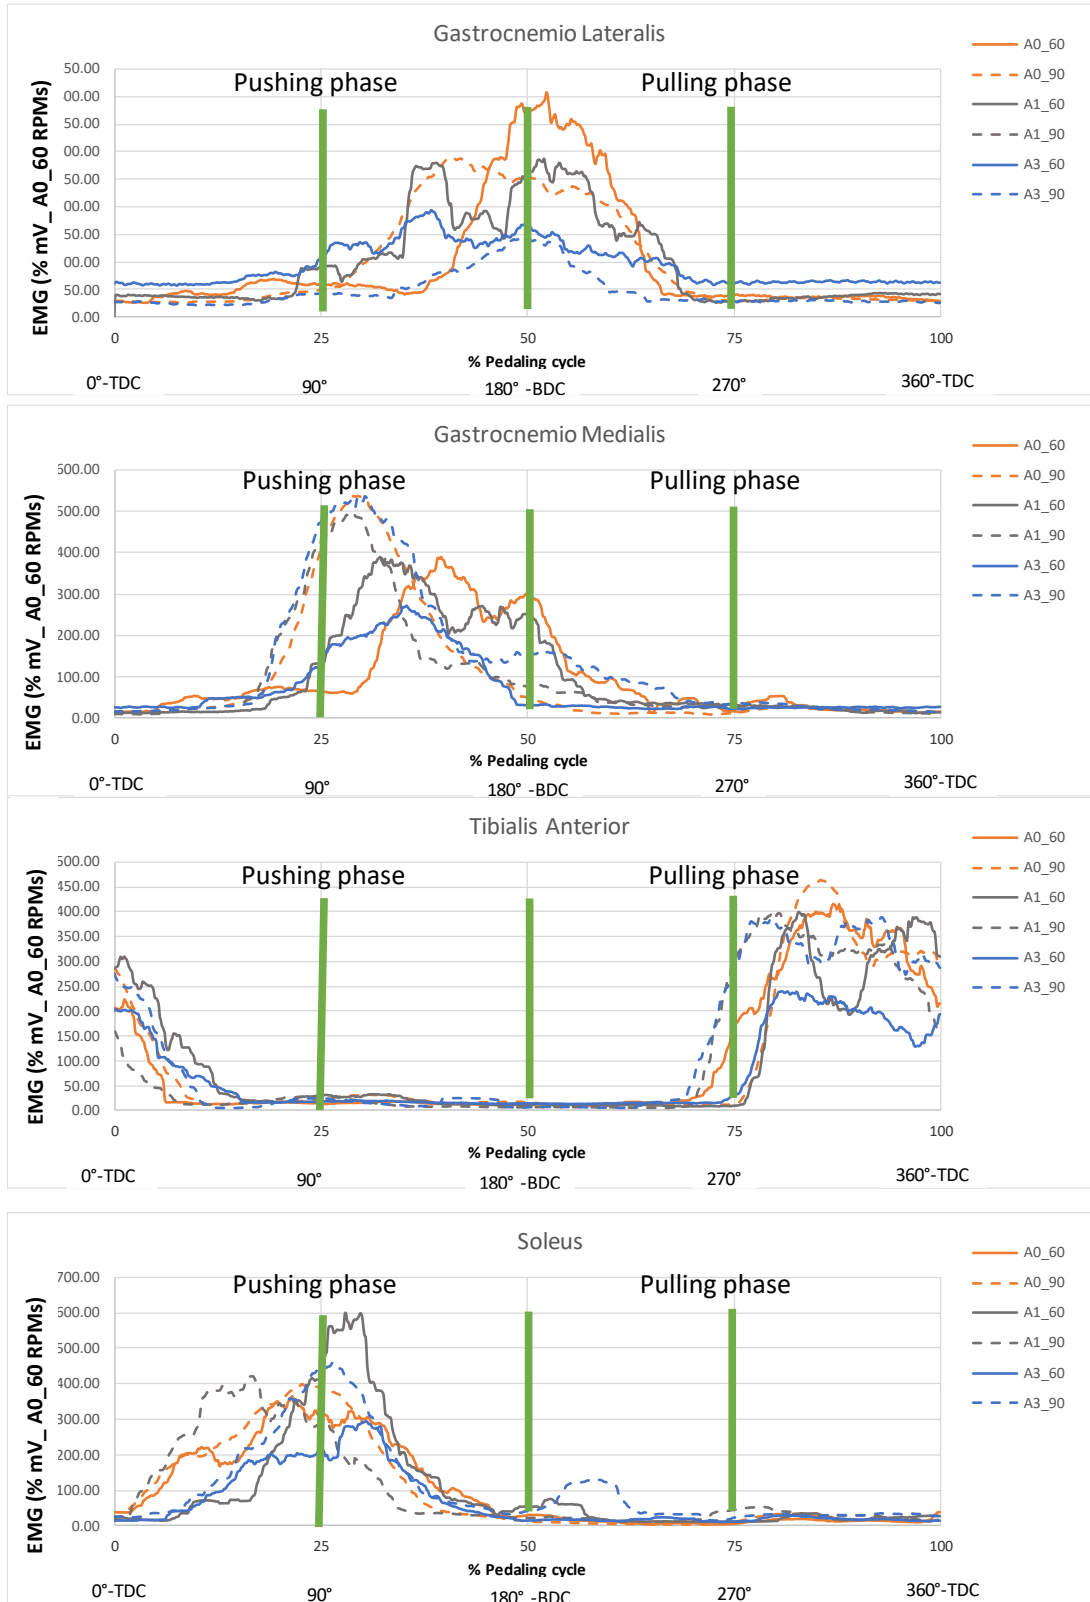 Gastrocnemio Lateralis
EMG (% mV_ A0_60 RPMs)
50.00
00.00
50.00
00.00
50.00
00.00
50.00
00.00
50.00
0.00
Pushing phase
Pulling phase
A0_60
A0_90
A1_60
A1_90
A3_60
A3_90
0 25 50 75 100
% Pedaling cycle
0°-TDC 90° 180° -BDC 270° 360°-TDC
Gastrocnemio Medialis
EMG (% mV_ A0_60 RPMs)
600.00
500.00
400.00
300.00
200.00
100.00
0.00
Pushing phase
Pulling phase
A0_60
A0_90
A1_60
A1_90
A3_60
A3_90
0 25 50 75 100
% Pedaling cycle
0°-TDC 90° 180° -BDC 270° 360°-TDC
Tibialis Anterior
EMG (% mV_ A0_60 RPMs)
500.00
450.00
400.00
350.00
300.00
250.00
200.00
150.00
100.00
50.00
0.00
Pushing phase
Pulling phase
A0_60
A0_90
A1_60
A1_90
A3_60
A3_90
0 25 50 75 100
% Pedaling cycle
0°-TDC 90° 180° -BDC 270° 360°-TDC
Soleus
EMG (% mV_ A0_60 RPMs)
700.00
600.00
500.00
400.00
300.00
200.00
100.00
0.00
Pushing phase
Pulling phase
A0_60
A0_90
A1_60
A1_90
A3_60
A3_90
0 25 50 75 100
% Pedaling cycle
0°-TDC 90° 180° -BDC 270° 360°-TDC